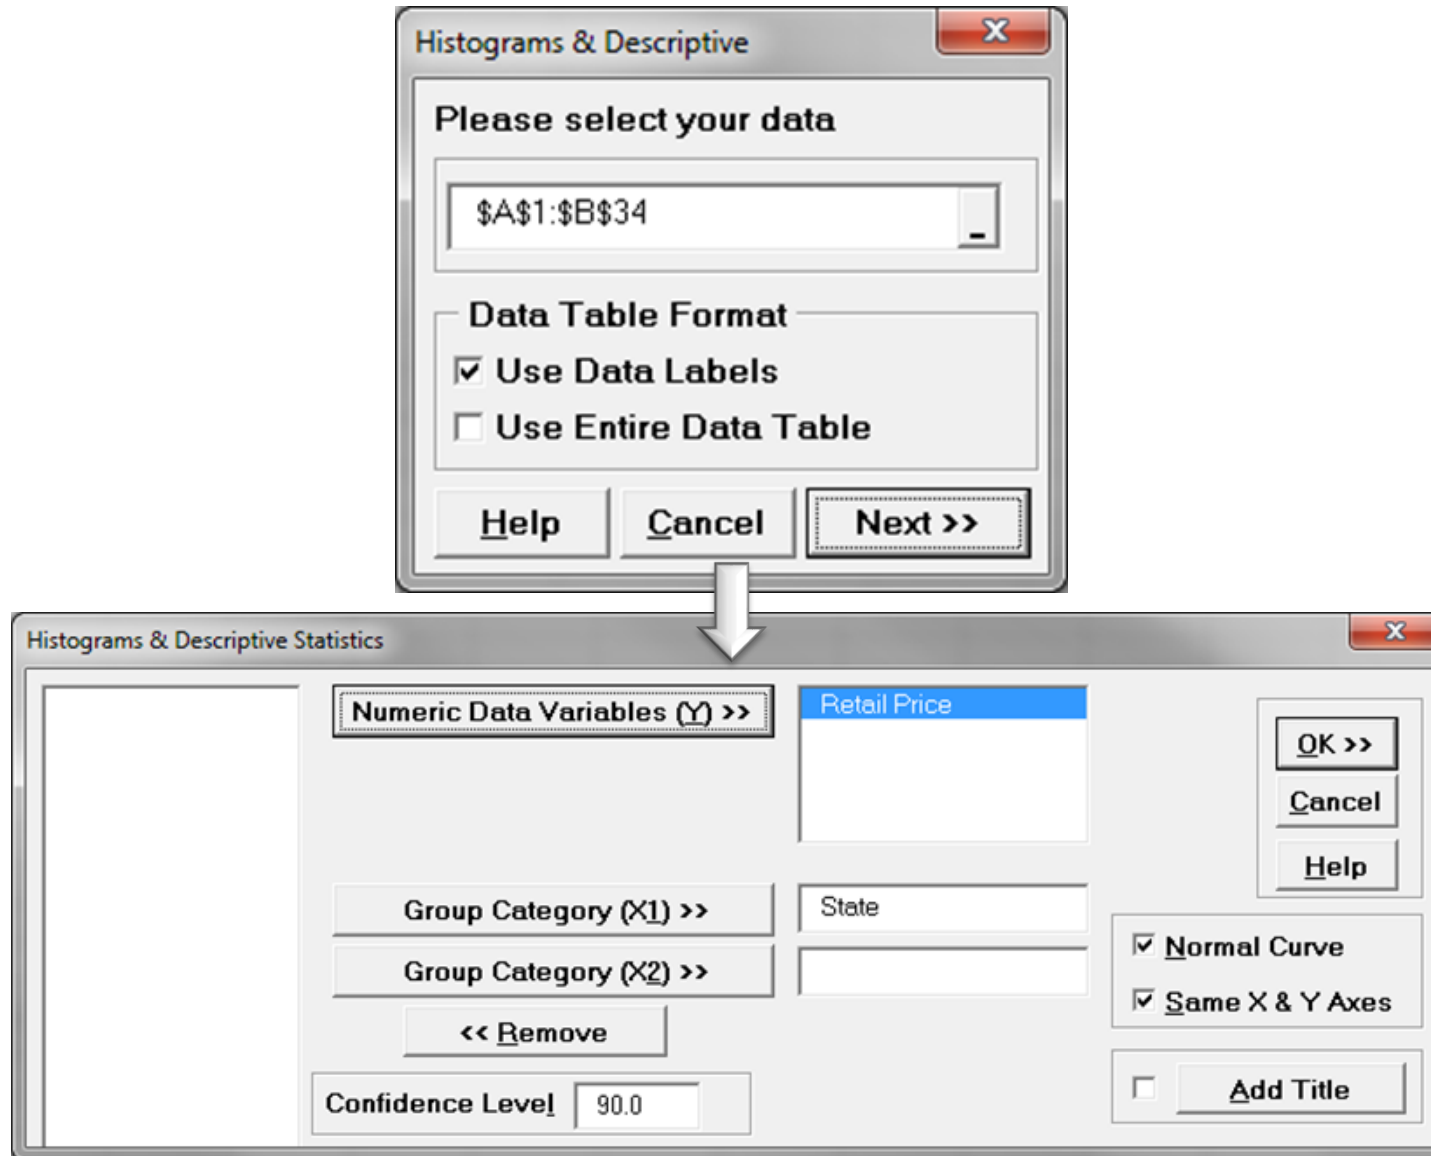 Histograms & Descriptive
x
Please select your data
$A$1:$B$34
Data Table Format
Use Data Labels
Use Entire Data Table
Help Cancel Next >>
Histograms & Descriptive Statistics
x
Numeric Data Variables (Y) >> Retail Price
OK >>
Cancel
Help
Group Category (X1) >> State
Group Category (X2) >>
Normal Curve
Same X & Y Axes
<< Remove
Confidence Level 90.0
Add Title